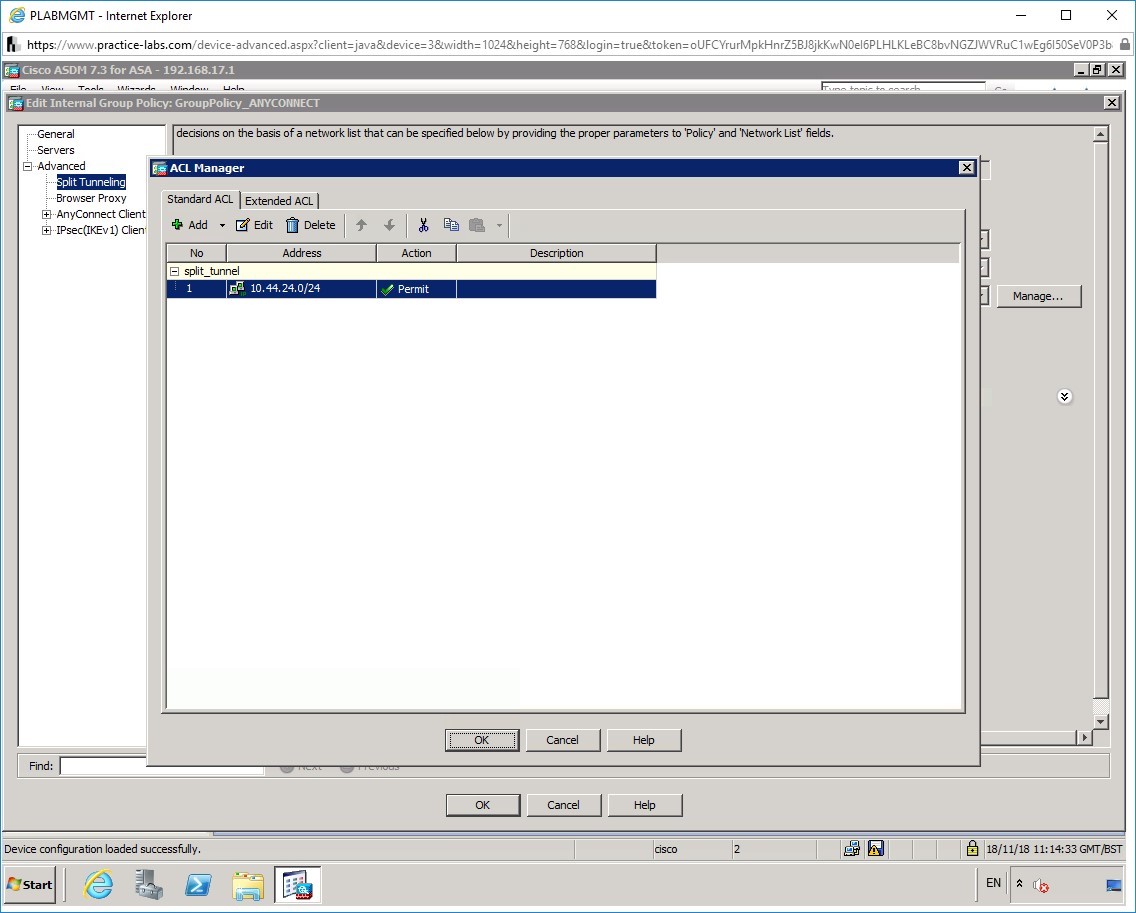 PLABMGMT - Internet Explorer
https://www.practice-labs.com/device-advanced.aspx?client=java&device=3&width=1024&height=768&login=true&token=oUFCYrurMpkHnrZ5BJ8jkKwN0eI6PLHLKLeBC8bvNGZJWVRuC1wEg6I50SeV0P3b
Cisco ASDM 7.3 for ASA - 192.168.17.1
File View Tools Wizards Window Help Type topic to search Go
Edit Internal Group Policy: GroupPolicy_ANYCONNECT
General
Servers
Advanced
Split Tunneling
Browser Proxy
AnyConnect Client
IPsec(IKEv1) Client
decisions on the basis of a network list that can be specified below by providing the proper parameters to 'Policy' and 'Network List' fields.
ACL Manager
Standard ACL Extended ACL
Add Edit Delete
No Address Action Description
split_tunnel
1 10.44.24.0/24 Permit
Manage...
OK Cancel Help
Find: Next Previous
OK Cancel Help
Device configuration loaded successfully. cisco 2 18/11/18 11:14:33 GMT/BST
Start EN